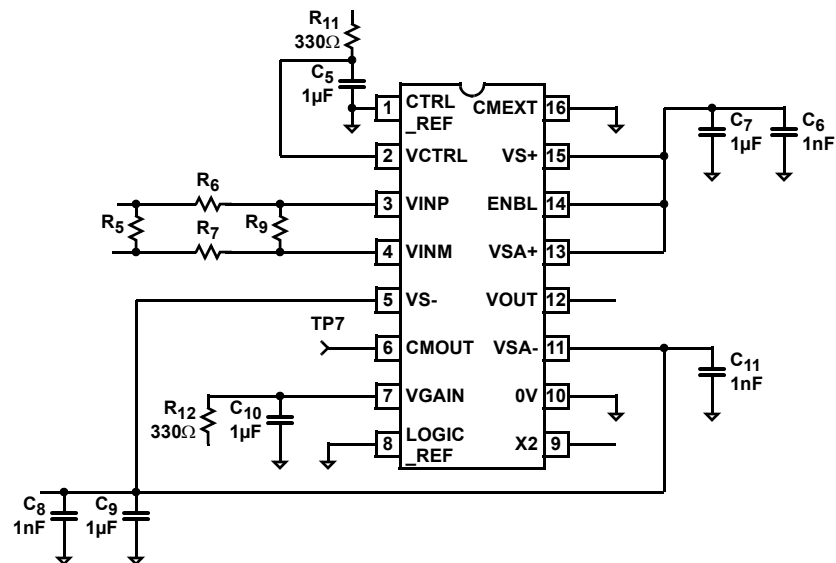 R11
330Ω
C5
1µF
1
CTRL
_REF
CMEXT
16
C7
1µF
C6
1nF
2
VCTRL
VS+
15
R6
3
VINP
ENBL
14
R5
R7
R9
4
VINM
VSA+
13
5
VS-
VOUT
12
TP7
6
CMOUT
VSA-
11
C11
1nF
7
VGAIN
0V
10
R12
330Ω
C10
1µF
8
LOGIC
_REF
X2
9
C8
1nF
C9
1µF